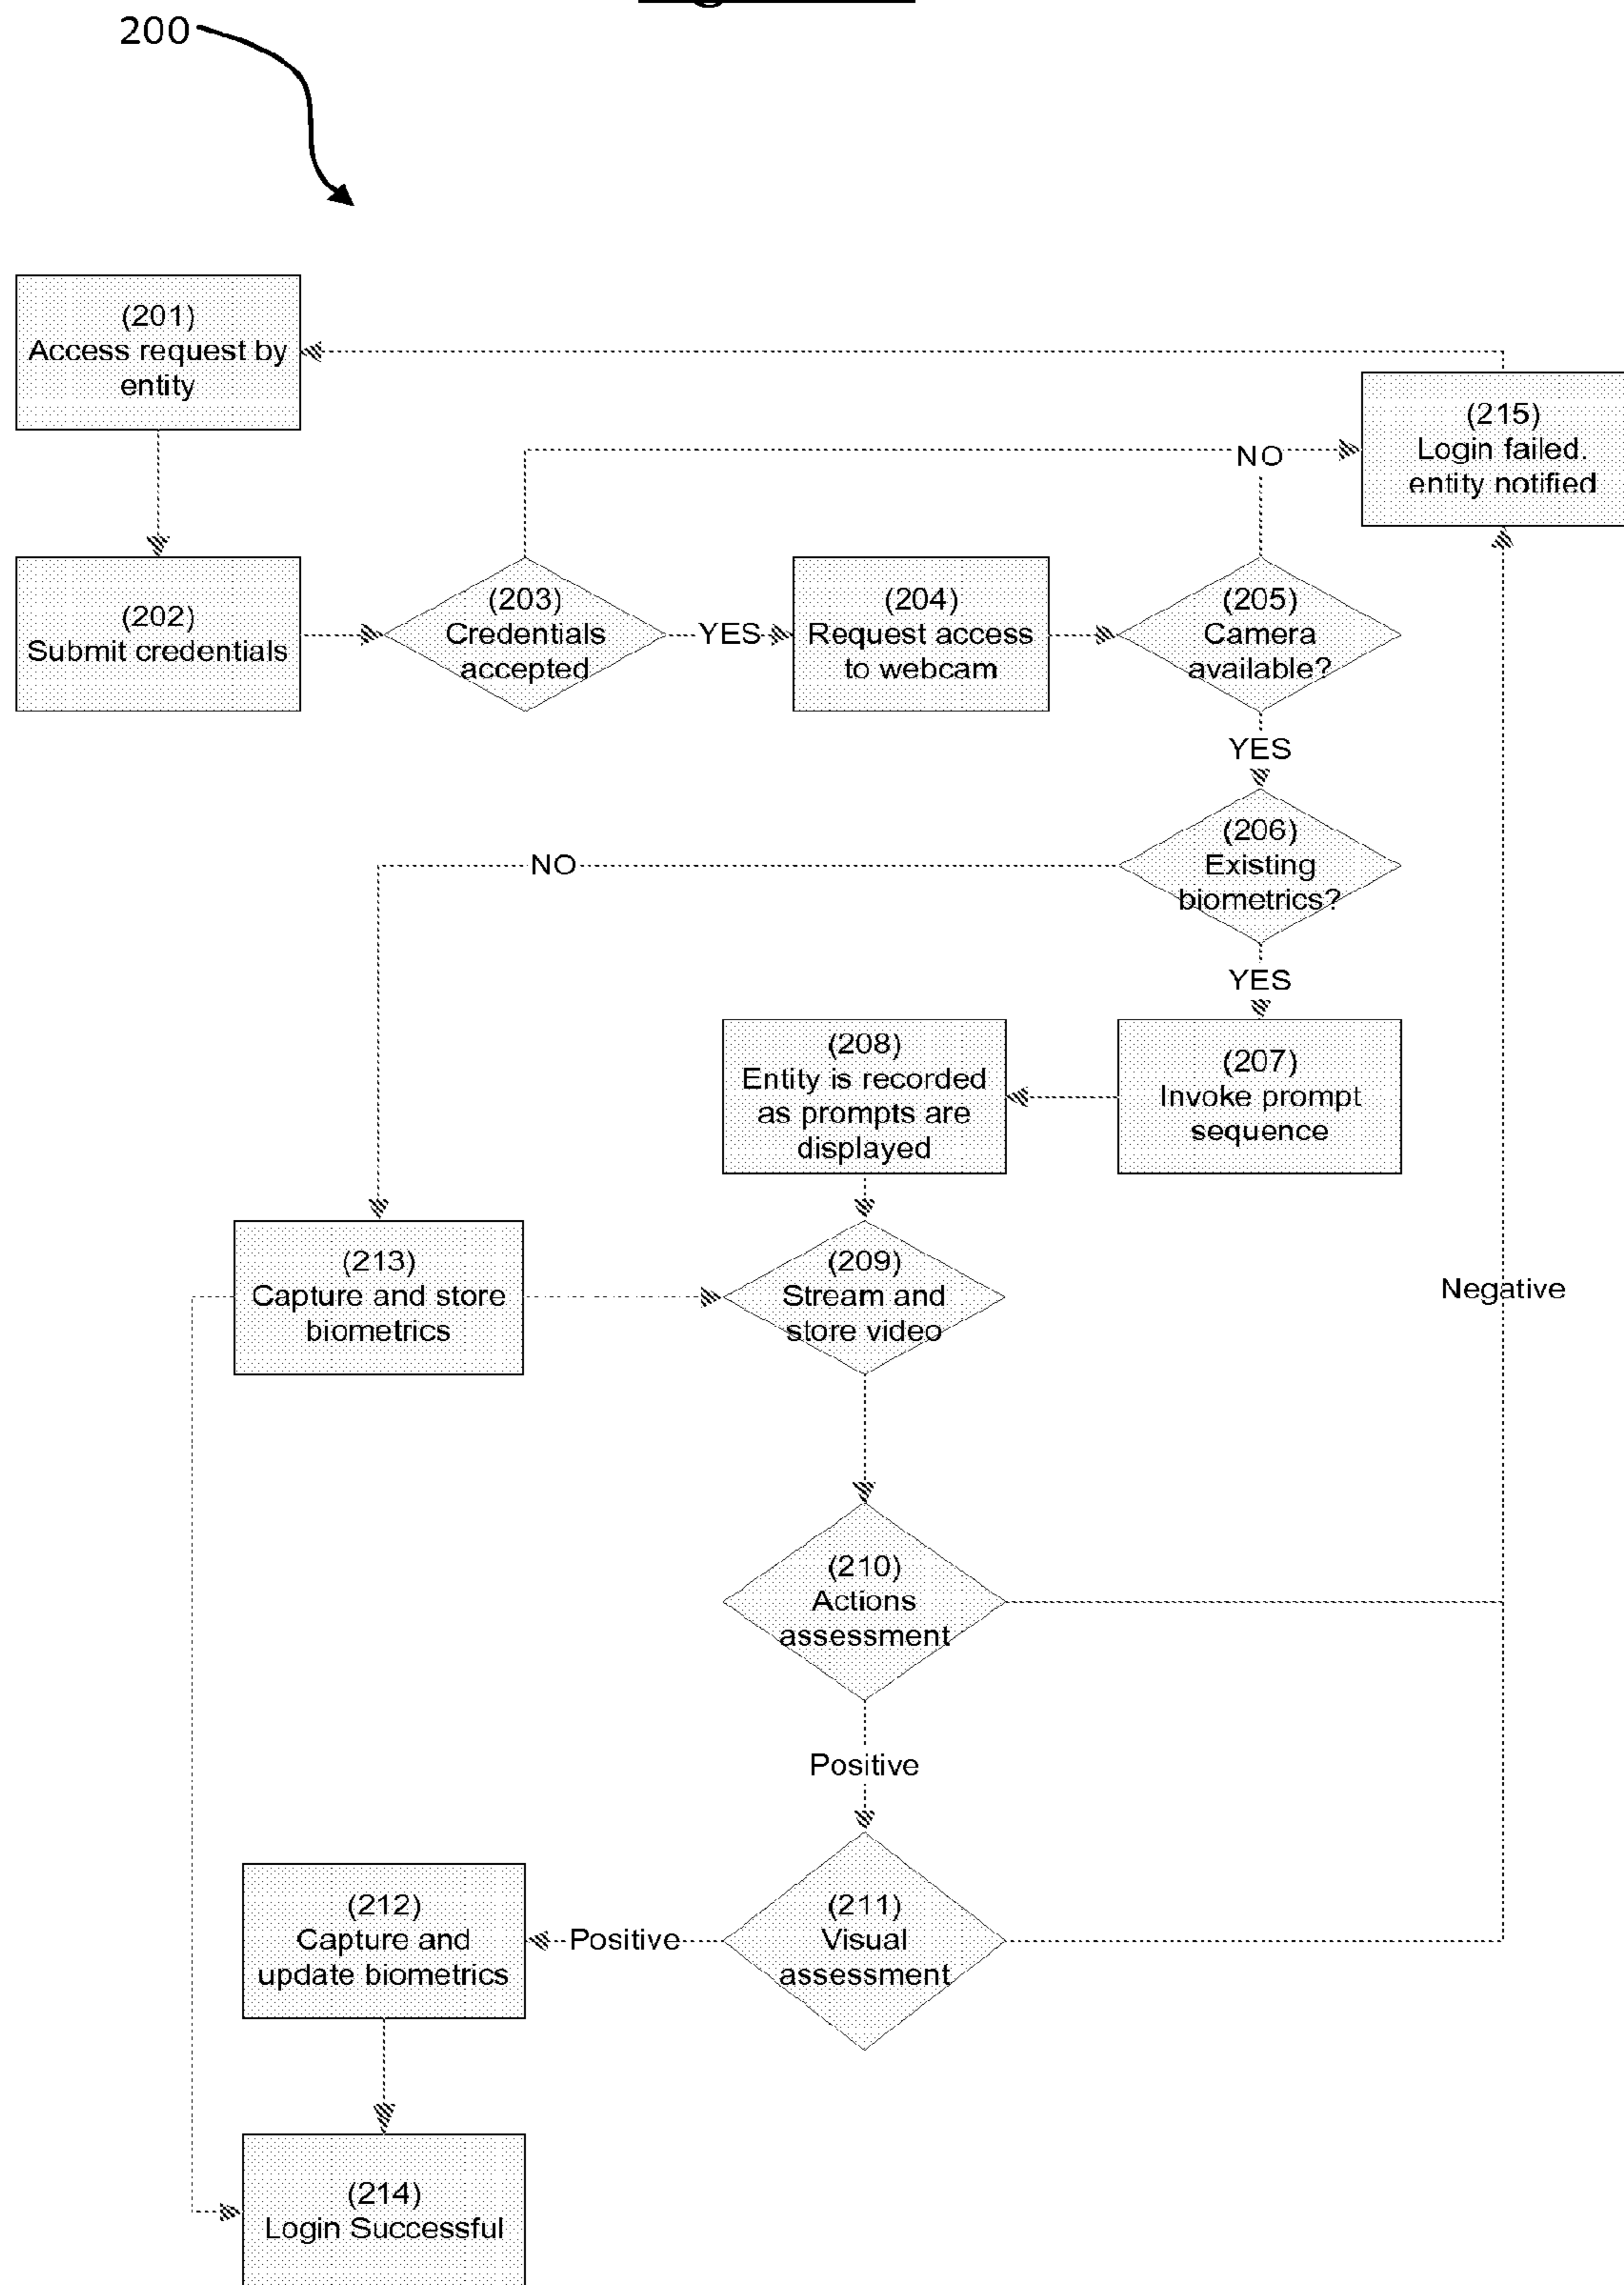 200
(201)
Access request by
entity
(215)
Login failed.
entity notified
NO
(202)
Submit credentials
(203)
Credentials
accepted
YES
(204)
Request access
to webcam
(205)
Camera
available?
YES
(206)
Existing
biometrics?
NO
YES
(208)
Entity is recorded
as prompts are
displayed
(207)
Invoke prompt
sequence
(213)
Capture and store
biometrics
(209)
Stream and
store video
Negative
(210)
Actions
assessment
Positive
(212)
Capture and
update biometrics
Positive
(211)
Visual
assessment
(214)
Login Successful